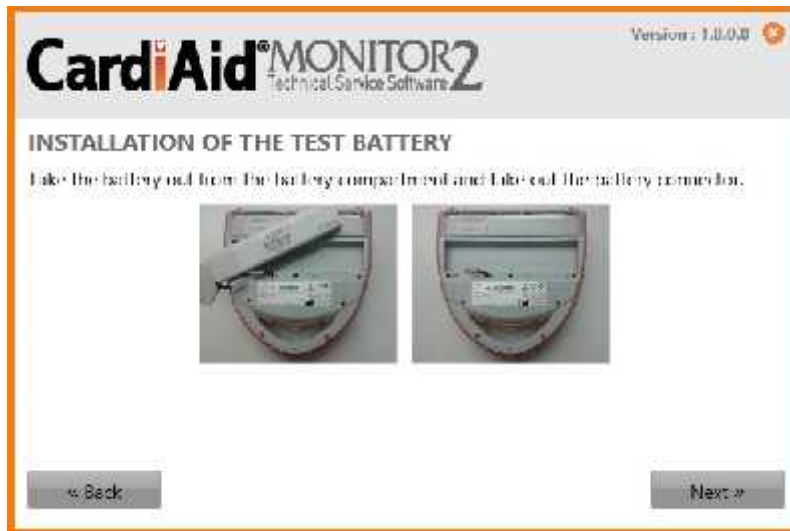 CardiAid® MONITOR2
Technical Service Software
Version : 1.0.0.0
INSTALLATION OF THE TEST BATTERY
Take the battery out from the battery compartment and take out the battery connector.
« Back
Next »